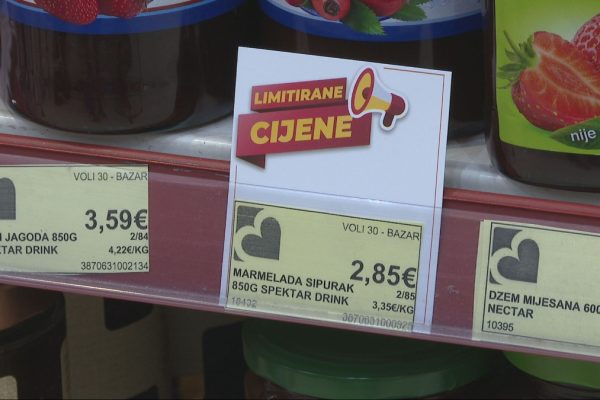 LIMITIRANE
CIJENE
nije
VOLI 30 - BAZAR
3,59€
JAGODA 850G
2/84
KTAR DRINK
4,22€/KG
3870631002134
VOLI 30 - BAZAR
2,85€
MARMELADA SIPURAK
2/85
850G SPEKTAR DRINK
3,35€/KG
DZEM MIJESANA 600
NECTAR
10395